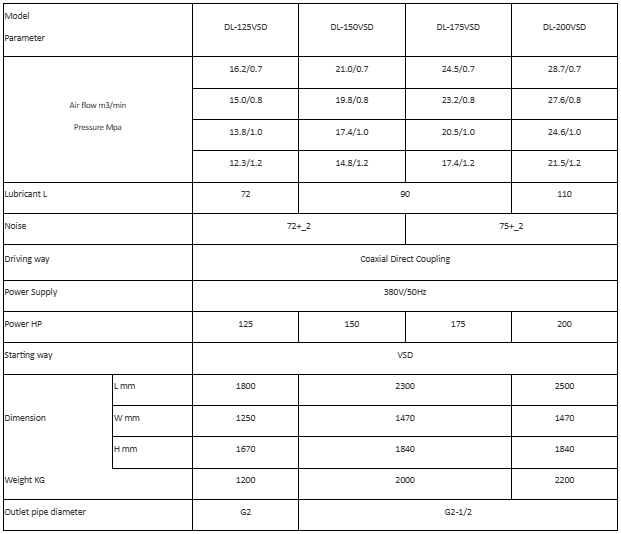 Model
Parameter
DL-125VSD DL-150VSD DL-175VSD DL-200VSD
Air flow m3/min
Pressure Mpa
16.2/0.7 21.0/0.7 24.5/0.7 28.7/0.7
15.0/0.8 19.8/0.8 23.2/0.8 27.6/0.8
13.8/1.0 17.4/1.0 20.5/1.0 24.6/1.0
12.3/1.2 14.8/1.2 17.4/1.2 21.5/1.2
Lubricant L 72 90 110
Noise 72+_2 75+_2
Driving way Coaxial Direct Coupling
Power Supply 380V/50Hz
Power HP 125 150 175 200
Starting way VSD
Dimension
L mm 1800 2300 2500
W mm 1250 1470 1470
H mm 1670 1840 1840
Weight KG 1200 2000 2200
Outlet pipe diameter G2 G2-1/2